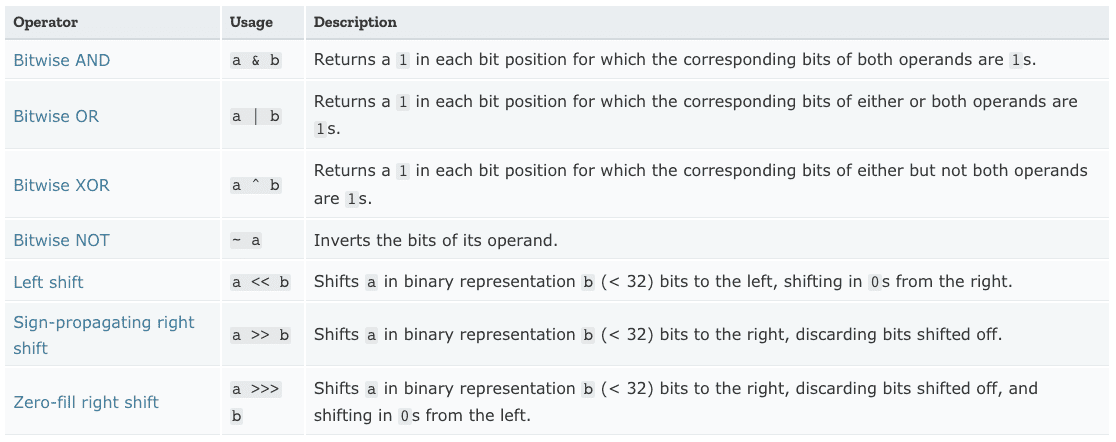 Operator Usage Description
Bitwise AND a & b Returns a 1 in each bit position for which the corresponding bits of both operands are 1s.
Bitwise OR a | b Returns a 1 in each bit position for which the corresponding bits of either or both operands are
1s.
Bitwise XOR a ^ b Returns a 1 in each bit position for which the corresponding bits of either but not both operands
are 1s.
Bitwise NOT ~ a Inverts the bits of its operand.
Left shift a << b Shifts a in binary representation b (< 32) bits to the left, shifting in 0s from the right.
Sign-propagating right
shift a >> b Shifts a in binary representation b (< 32) bits to the right, discarding bits shifted off.
Zero-fill right shift a >>>
b Shifts a in binary representation b (< 32) bits to the right, discarding bits shifted off, and
shifting in 0s from the left.